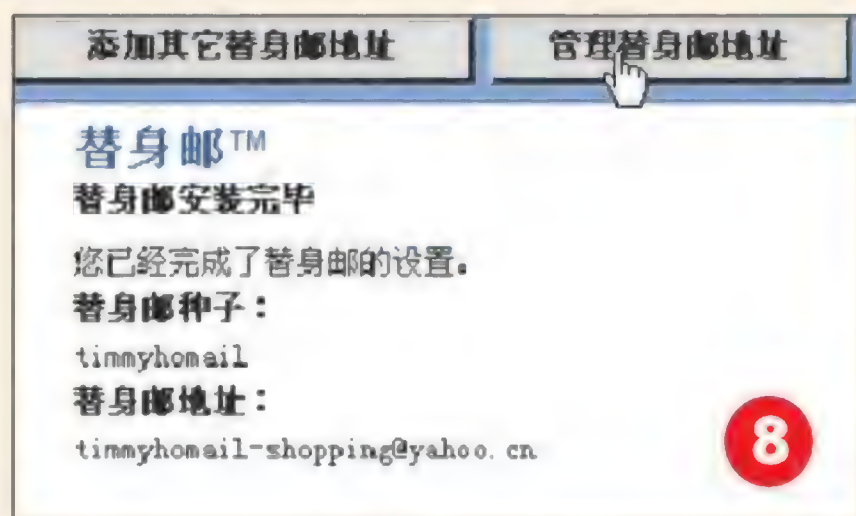 添加其它替身邮地址
管理替身邮地址
替身邮™
替身邮安装完毕
您已经完成了替身邮的设置。
替身邮种子：
timmyhomail
替身邮地址：
timmyhomail-shopping@yahoo.cn
8